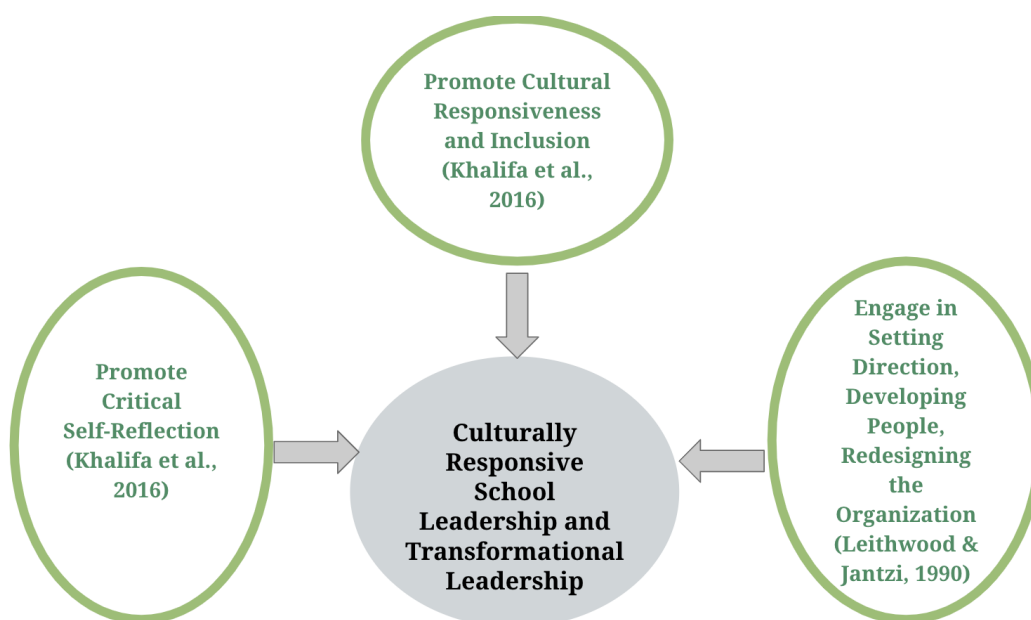 Promote Cultural
Responsiveness
and Inclusion
(Khalifa et al.,
2016)
Promote
Critical
Self-Reflection
(Khalifa et al.,
2016)
Culturally
Responsive
School
Leadership and
Transformational
Leadership
Engage in
Setting
Direction,
Developing
People,
Redesigning
the
Organization
(Leithwood &
Jantzi, 1990)